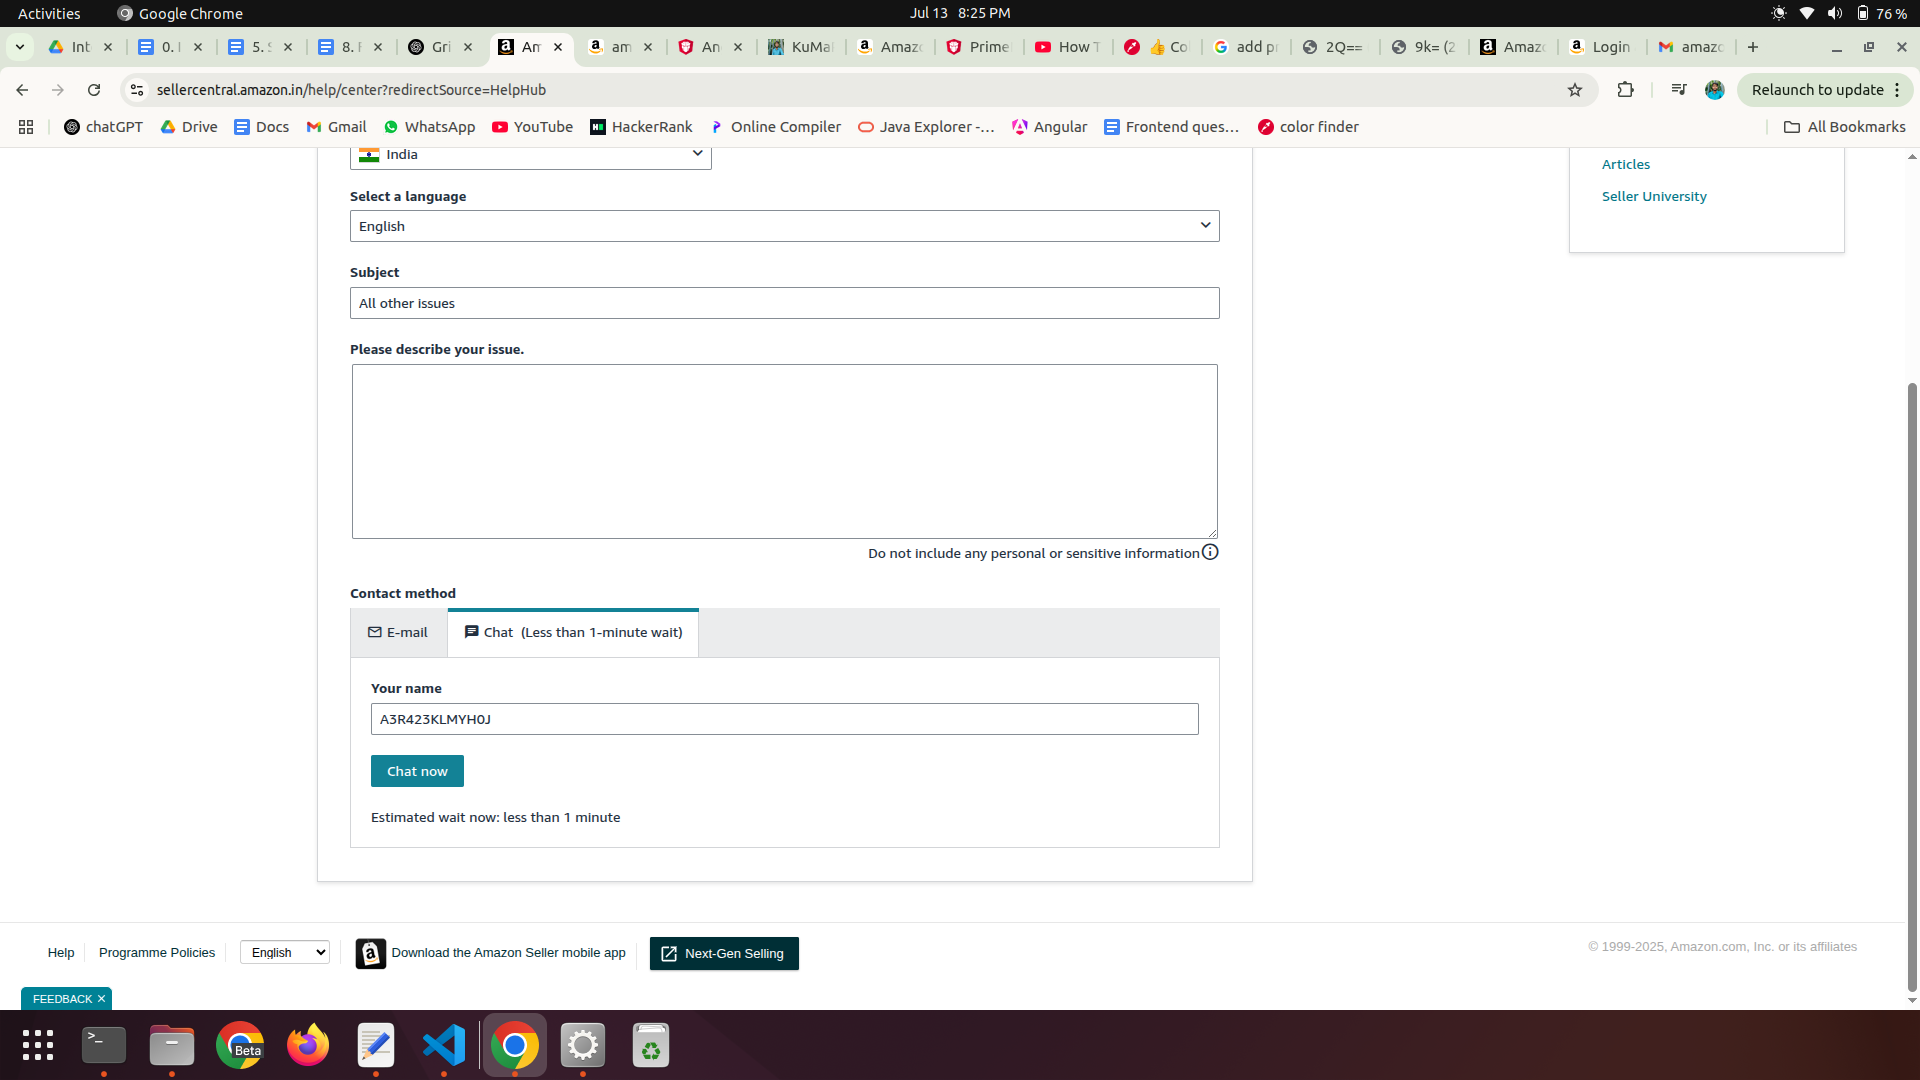 Activities Google Chrome Jul 13 8:25 PM 76 %
Int 0. I 5. S 8. F Gri Am am An KuMa Amazo Prime How T 👍 Co add p 2Q== 9k= (2 Amazo Login amazo
sellercentral.amazon.in/help/center?redirectSource=HelpHub Relaunch to update
chatGPT Drive Docs Gmail WhatsApp YouTube HackerRank Online Compiler Java Explorer -… Angular Frontend ques… color finder All Bookmarks
India
Articles
Select a language
Seller University
English
Subject
All other issues
Please describe your issue.
Do not include any personal or sensitive information
Contact method
E-mail Chat (Less than 1-minute wait)
Your name
A3R423KLMYH0J
Chat now
Estimated wait now: less than 1 minute
Help Programme Policies English Download the Amazon Seller mobile app Next-Gen Selling © 1999-2025, Amazon.com, Inc. or its affiliates
FEEDBACK
Beta